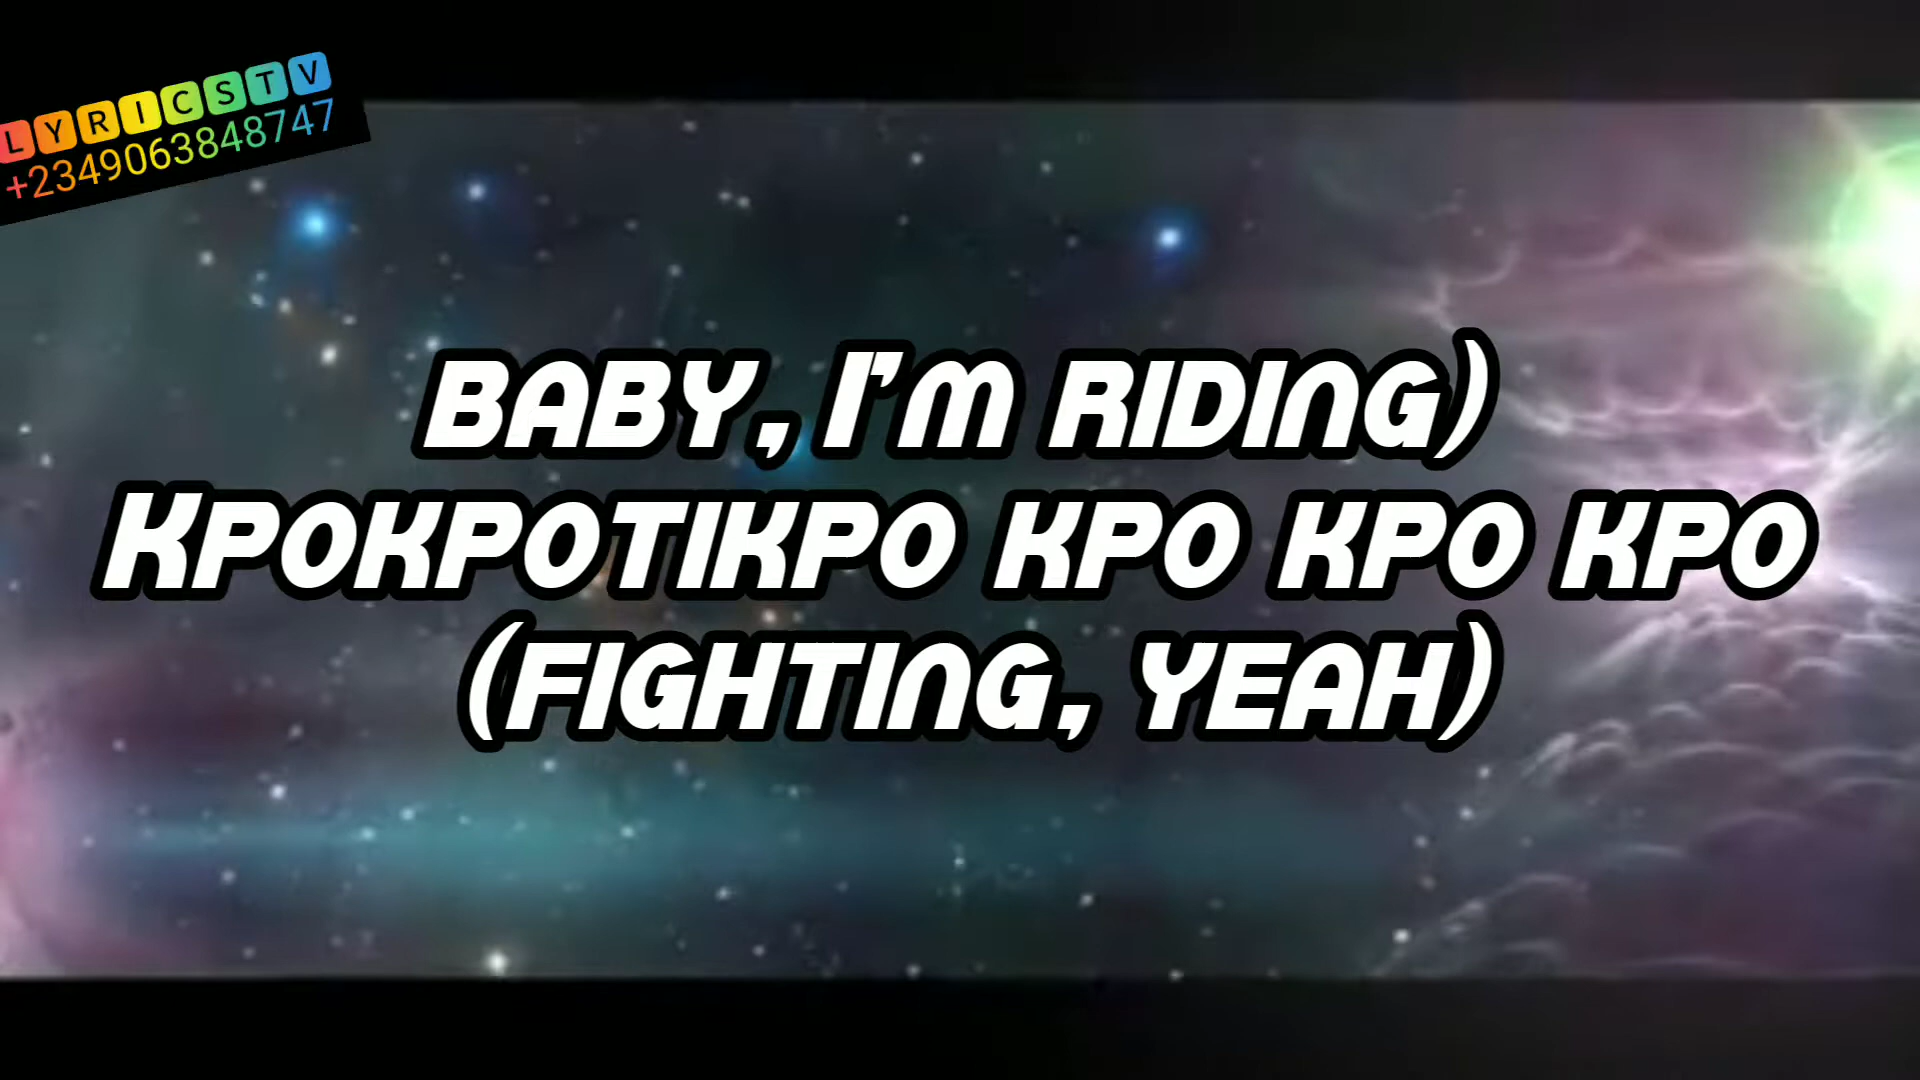 LYRICSTV
+2349063848747
BABY, I'M RIDING)
KPOKPOTIKPO KPO KPO KPO
(FIGHTING, YEAH)